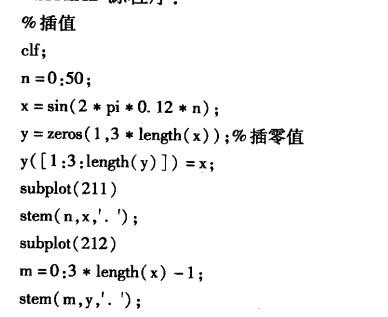 %插值
clf;
n=0:50;
x=sin(2*pi*0.12*n);
y=zeros(1,3*length(x));%插零值
y([1:3:length(y)])=x;
subplot(211)
stem(n,x,'.');
subplot(212)
m=0:3*length(x)-1;
stem(m,y,'.');